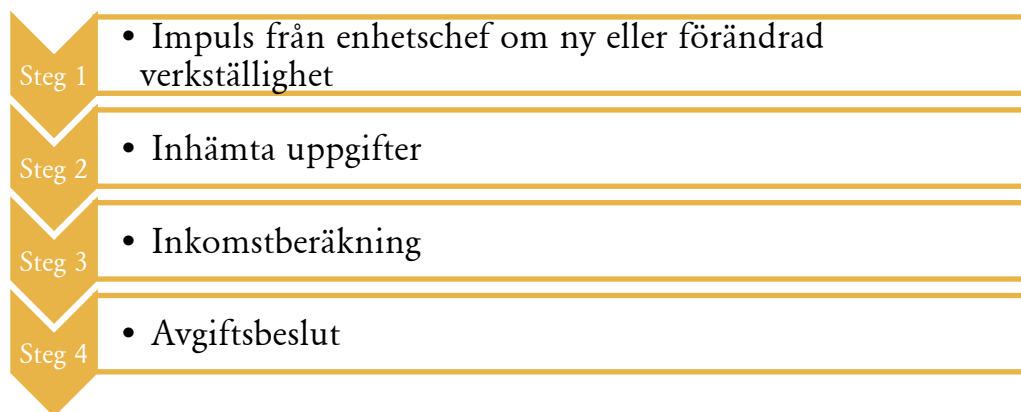 Steg 1
• Impuls från enhetschef om ny eller förändrad
verkställighet
Steg 2
• Inhämta uppgifter
Steg 3
• Inkomstberäkning
Steg 4
• Avgiftsbeslut